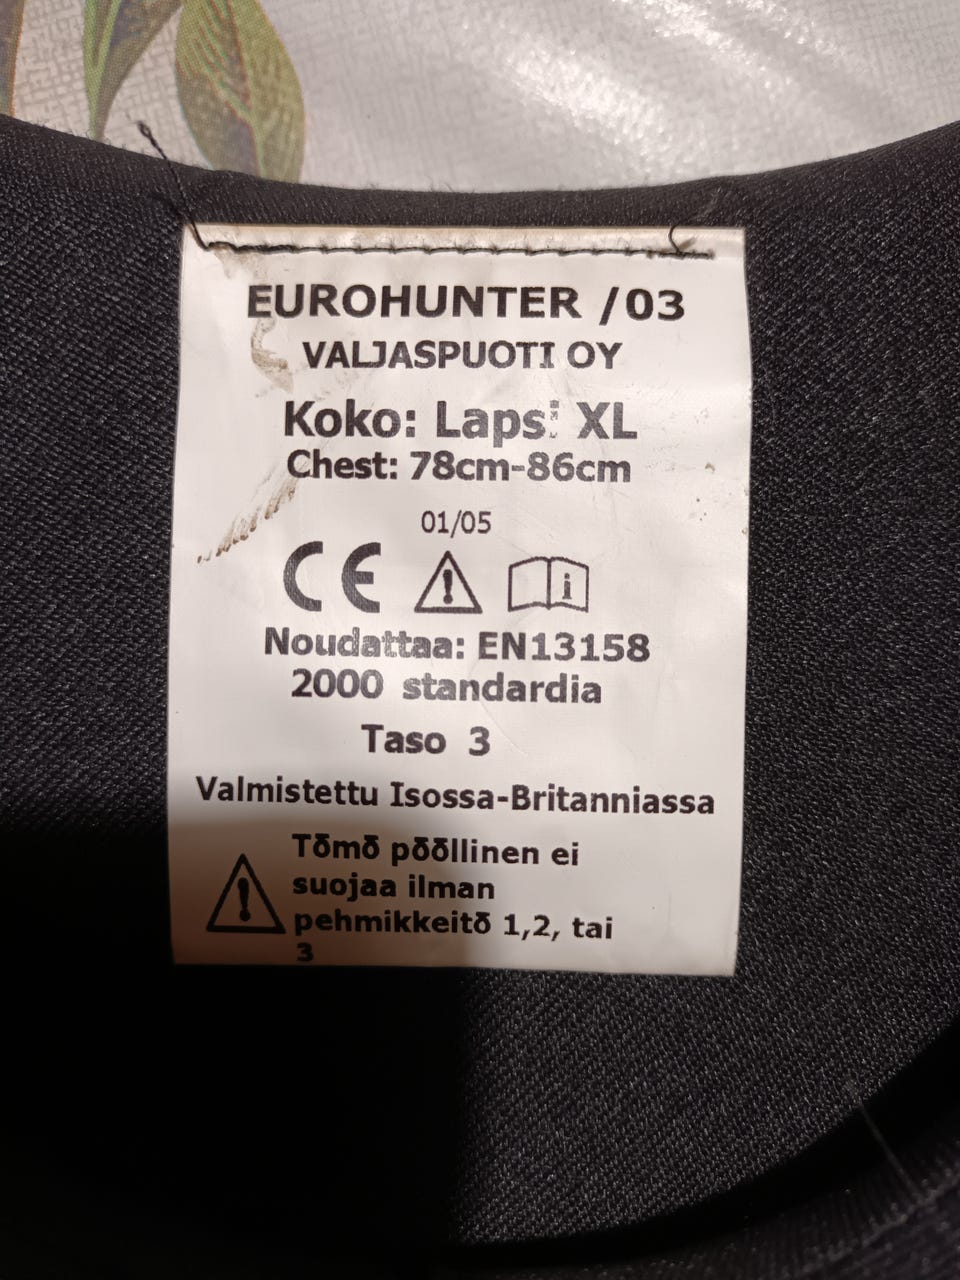 EUROHUNTER /03
VALJASPUOTI OY
Koko: Lapsi XL
Chest: 78cm-86cm
01/05
CE
Noudattaa: EN13158
2000 standardia
Taso 3
Valmistettu Isossa-Britanniassa
Tõmõ põõllinen ei
suojaa ilman
pehmikkeitõ 1,2, tai
3